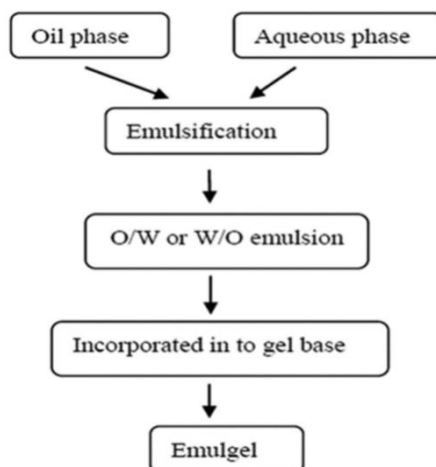 Oil phase
Aqueous phase
Emulsification
O/W or W/O emulsion
Incorporated in to gel base
Emulgel